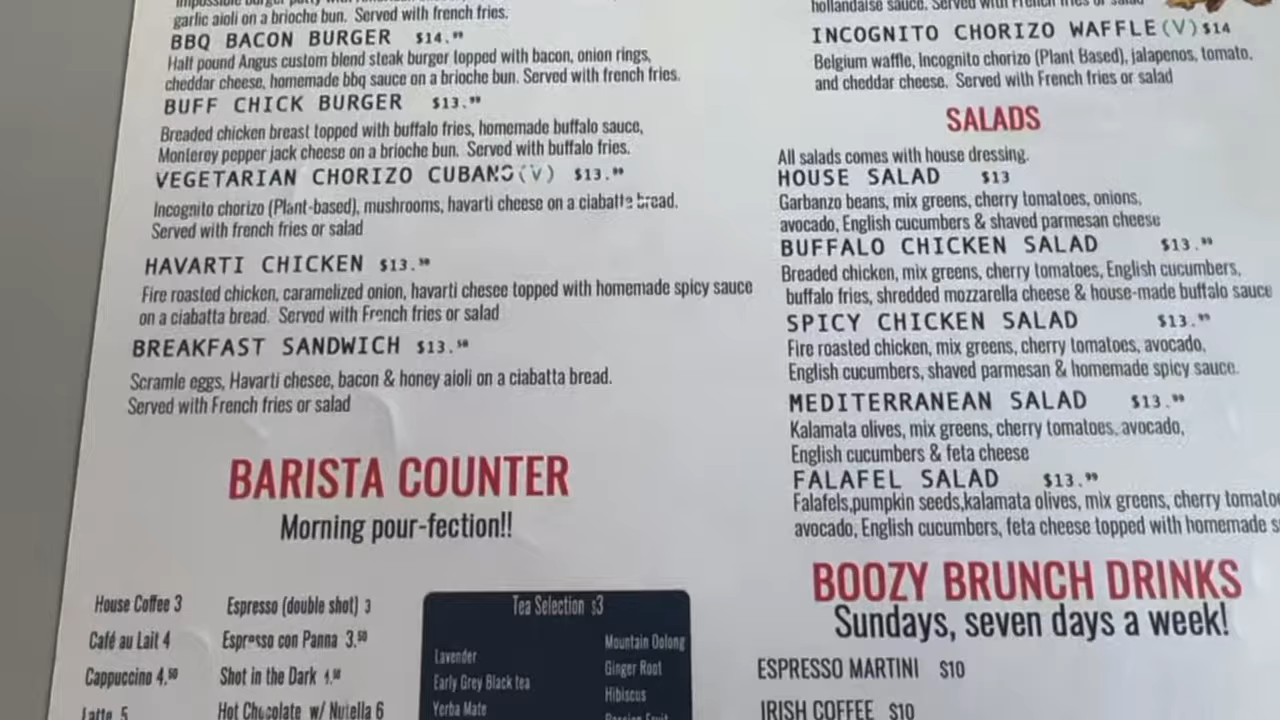 garlic aioli on a brioche bun. Served with french fries.
BBQ BACON BURGER $14.99
Half pound Angus custom blend steak burger topped with bacon, onion rings,
cheddar cheese, homemade bbq sauce on a brioche bun. Served with french fries.
BUFF CHICK BURGER $13.99
Breaded chicken breast topped with buffalo fries, homemade buffalo sauce,
Monterey pepper jack cheese on a brioche bun. Served with buffalo fries.
VEGETARIAN CHORIZO CUBANO(V) $13.99
Incognito chorizo (Plant-based), mushrooms, havarti cheese on a ciabatte bread.
Served with french fries or salad
HAVARTI CHICKEN $13.99
Fire roasted chicken, caramelized onion, havarti chesee topped with homemade spicy sauce
on a ciabatta bread. Served with French fries or salad
BREAKFAST SANDWICH $13.50
Scramle eggs, Havarti chesee, bacon & honey aioli on a ciabatta bread.
Served with French fries or salad
BARISTA COUNTER
Morning pour-fection!!
House Coffee 3
Café au Lait 4
Cappuccino 4.50
Latte 5
Espresso (double shot) 3
Espresso con Panna 3.50
Shot in the Dark
Hot Chocolate w/ Nutella 6
Tea Selection $3
Lavender
Early Grey Black tea
Yerba Mate
Mountain Oolong
Ginger Root
Hibiscus
Passion Fruit
hollandaise sauce. Served with French fries or salad
INCOGNITO CHORIZO WAFFLE(V) $14
Belgium waffle, Incognito chorizo (Plant Based), jalapenos, tomato,
and cheddar cheese. Served with French fries or salad
SALADS
All salads comes with house dressing.
HOUSE SALAD $13
Garbanzo beans, mix greens, cherry tomatoes, onions,
avocado, English cucumbers & shaved parmesan cheese
BUFFALO CHICKEN SALAD $13.99
Breaded chicken, mix greens, cherry tomatoes, English cucumbers,
buffalo fries, shredded mozzarella cheese & house-made buffalo sauce
SPICY CHICKEN SALAD $13.99
Fire roasted chicken, mix greens, cherry tomatoes, avocado,
English cucumbers, shaved parmesan & homemade spicy sauce.
MEDITERRANEAN SALAD $13.99
Kalamata olives, mix greens, cherry tomatoes, avocado,
English cucumbers & feta cheese
FALAFEL SALAD $13.99
Falafels,pumpkin seeds,kalamata olives, mix greens, cherry tomato
avocado, English cucumbers, feta cheese topped with homemade s
BOOZY BRUNCH DRINKS
Sundays, seven days a week!
ESPRESSO MARTINI $10
IRISH COFFEE $10